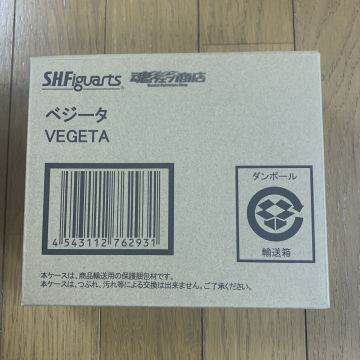 S.H.Figuarts 魂ウェブ商店
ベジータ
VEGETA
ダンボール
4 543112 762931
輸送箱
本ケースは、商品輸送用の保護梱包材です。
本ケースは、つぶれ、汚れ等による交換は出来ません。ご了承ください。